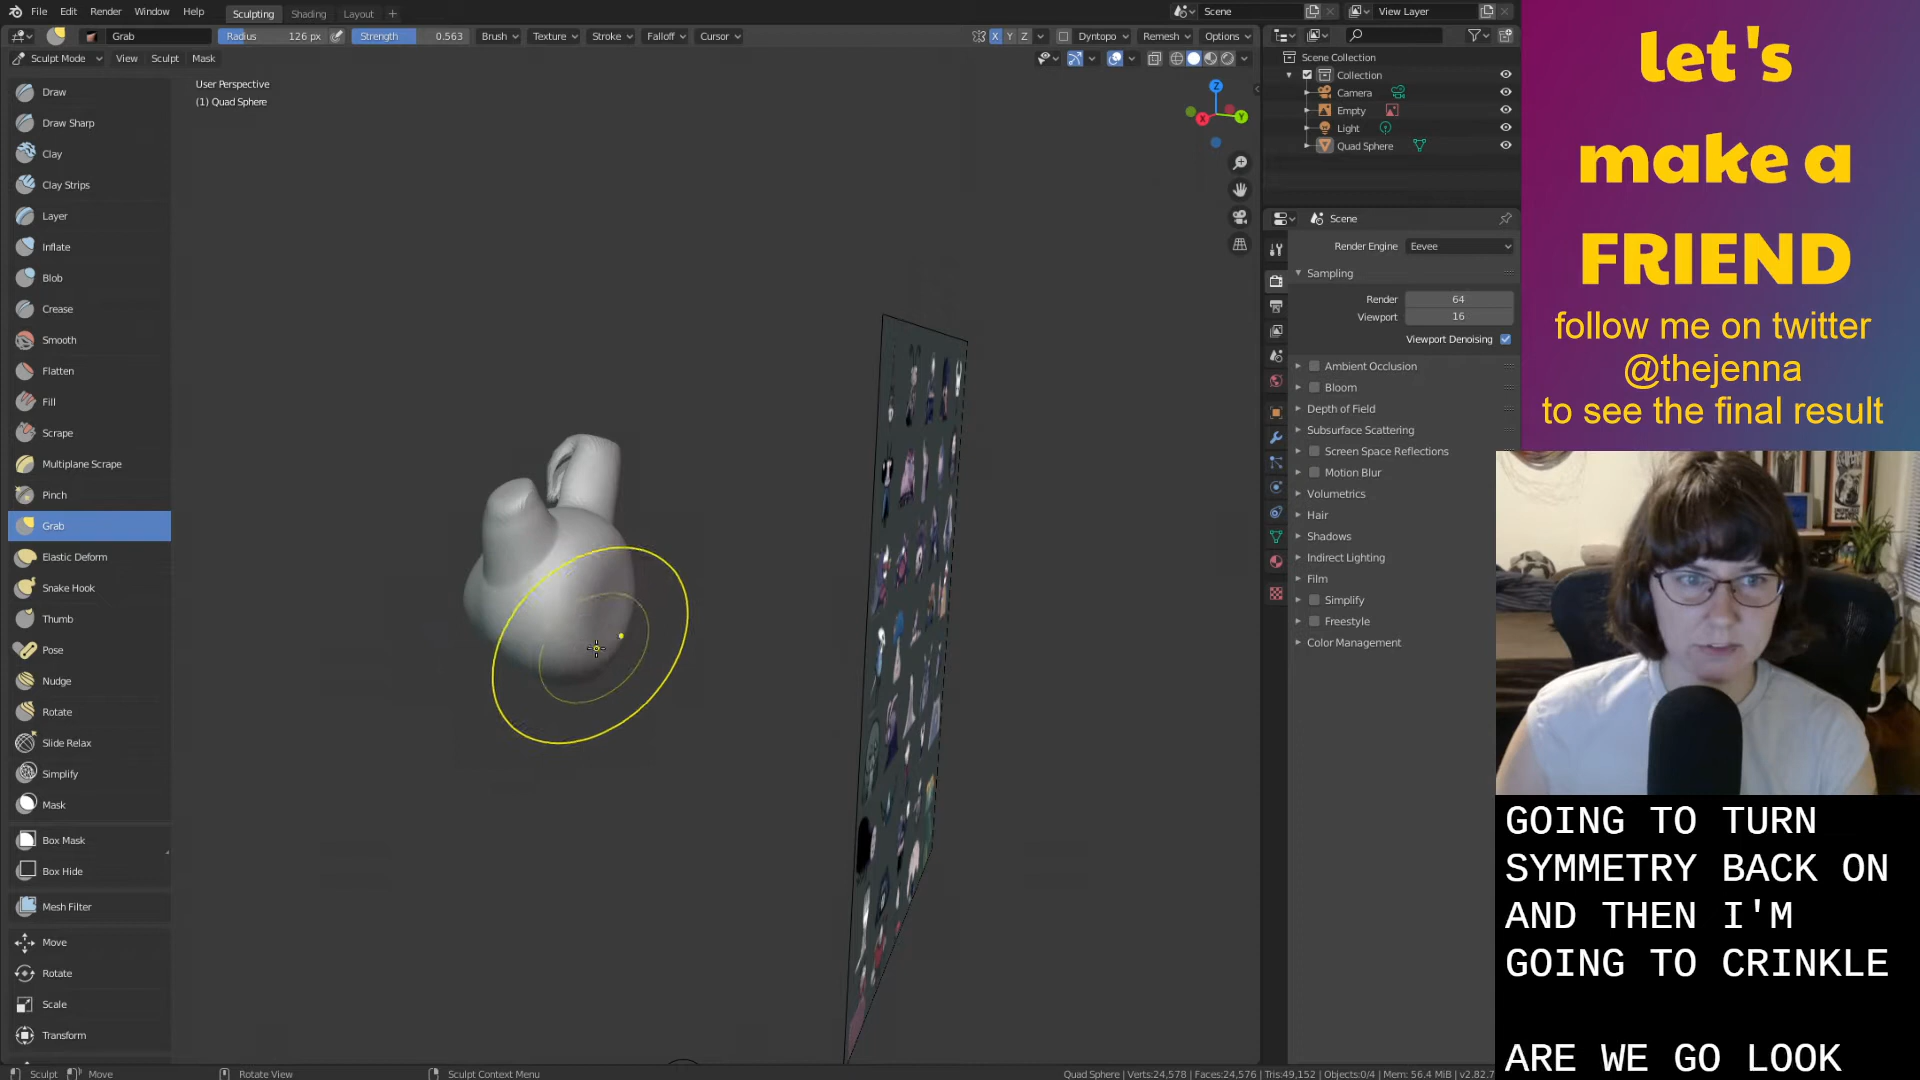 File Edit Render Window Help Sculpting Shading Layout + Scene View Layer
Grab Radius 126 px Strength 0.563 Brush Texture Stroke Falloff Cursor X Y Z Dyntopo Remesh Options
Sculpt Mode View Sculpt Mask
User Perspective
(1) Quad Sphere
Draw
Draw Sharp
Clay
Clay Strips
Layer
Inflate
Blob
Crease
Smooth
Flatten
Fill
Scrape
Multiplane Scrape
Pinch
Grab
Elastic Deform
Snake Hook
Thumb
Pose
Nudge
Rotate
Slide Relax
Simplify
Mask
Box Mask
Box Hide
Mesh Filter
Move
Rotate
Scale
Transform
Z
X
Y
Scene Collection
Collection
Camera
Empty
Light
Quad Sphere
Scene
Render Engine Eevee
Sampling
Render 64
Viewport 16
Viewport Denoising
Ambient Occlusion
Bloom
Depth of Field
Subsurface Scattering
Screen Space Reflections
Motion Blur
Volumetrics
Hair
Shadows
Indirect Lighting
Film
Simplify
Freestyle
Color Management
let's
make a
FRIEND
follow me on twitter
@thejenna
to see the final result
GOING TO TURN
SYMMETRY BACK ON
AND THEN I'M
GOING TO CRINKLE
ARE WE GO LOOK
Sculpt Move Rotate View Sculpt Context Menu Quad Sphere | Verts:24,578 | Faces:24,576 | Tris:49,152 | Objects:0/4 | Mem: 56.4 MiB | v2.82.7